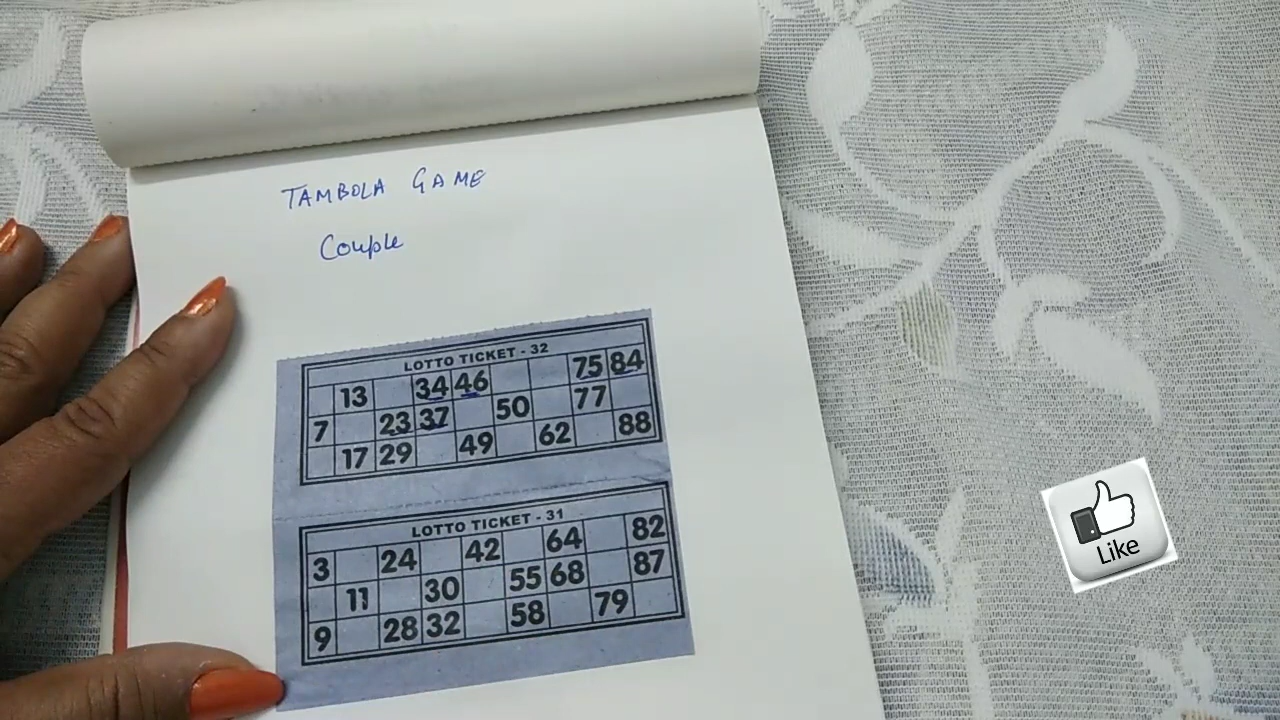 TAMBOLA GAME
Couple
LOTTO TICKET - 32
13 34 46 75 84
7 23 37 50 77
17 29 49 62 88
LOTTO TICKET - 31
3 24 42 64 82
11 30 55 68 87
9 28 32 58 79
Like